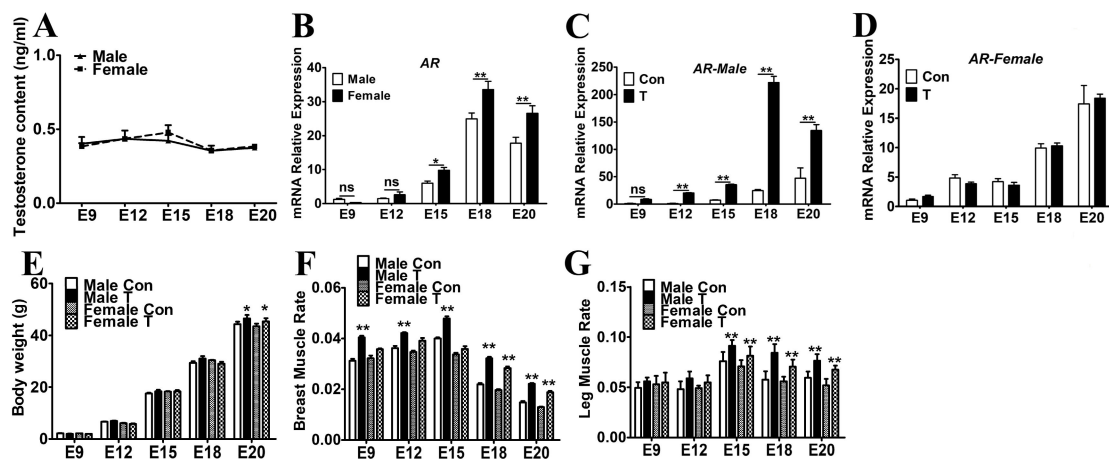 A
Testosterone content (ng/ml)
1.0
0.5
0.0
Male
Female
E9 E12 E15 E18 E20
B
mRNA Relative Expression
AR
Male
Female
40
30
20
10
0
ns ns * ** **
E9 E12 E15 E18 E20
C
mRNA Relative Expression
AR-Male
Con
T
250
200
150
100
50
0
ns ** ** ** **
E9 E12 E15 E18 E20
D
mRNA Relative Expression
AR-Female
Con
T
25
20
15
10
5
0
E9 E12 E15 E18 E20
E
Body weight (g)
Male Con
Male T
Female Con
Female T
60
40
20
0
* *
E9 E12 E15 E18 E20
F
Breast Muscle Rate
Male Con
Male T
Female Con
Female T
0.06
0.04
0.02
0.00
** ** ** ** ** ** **
E9 E12 E15 E18 E20
G
Leg Muscle Rate
Male Con
Male T
Female Con
Female T
0.15
0.10
0.05
0.00
** ** ** ** ** **
E9 E12 E15 E18 E20